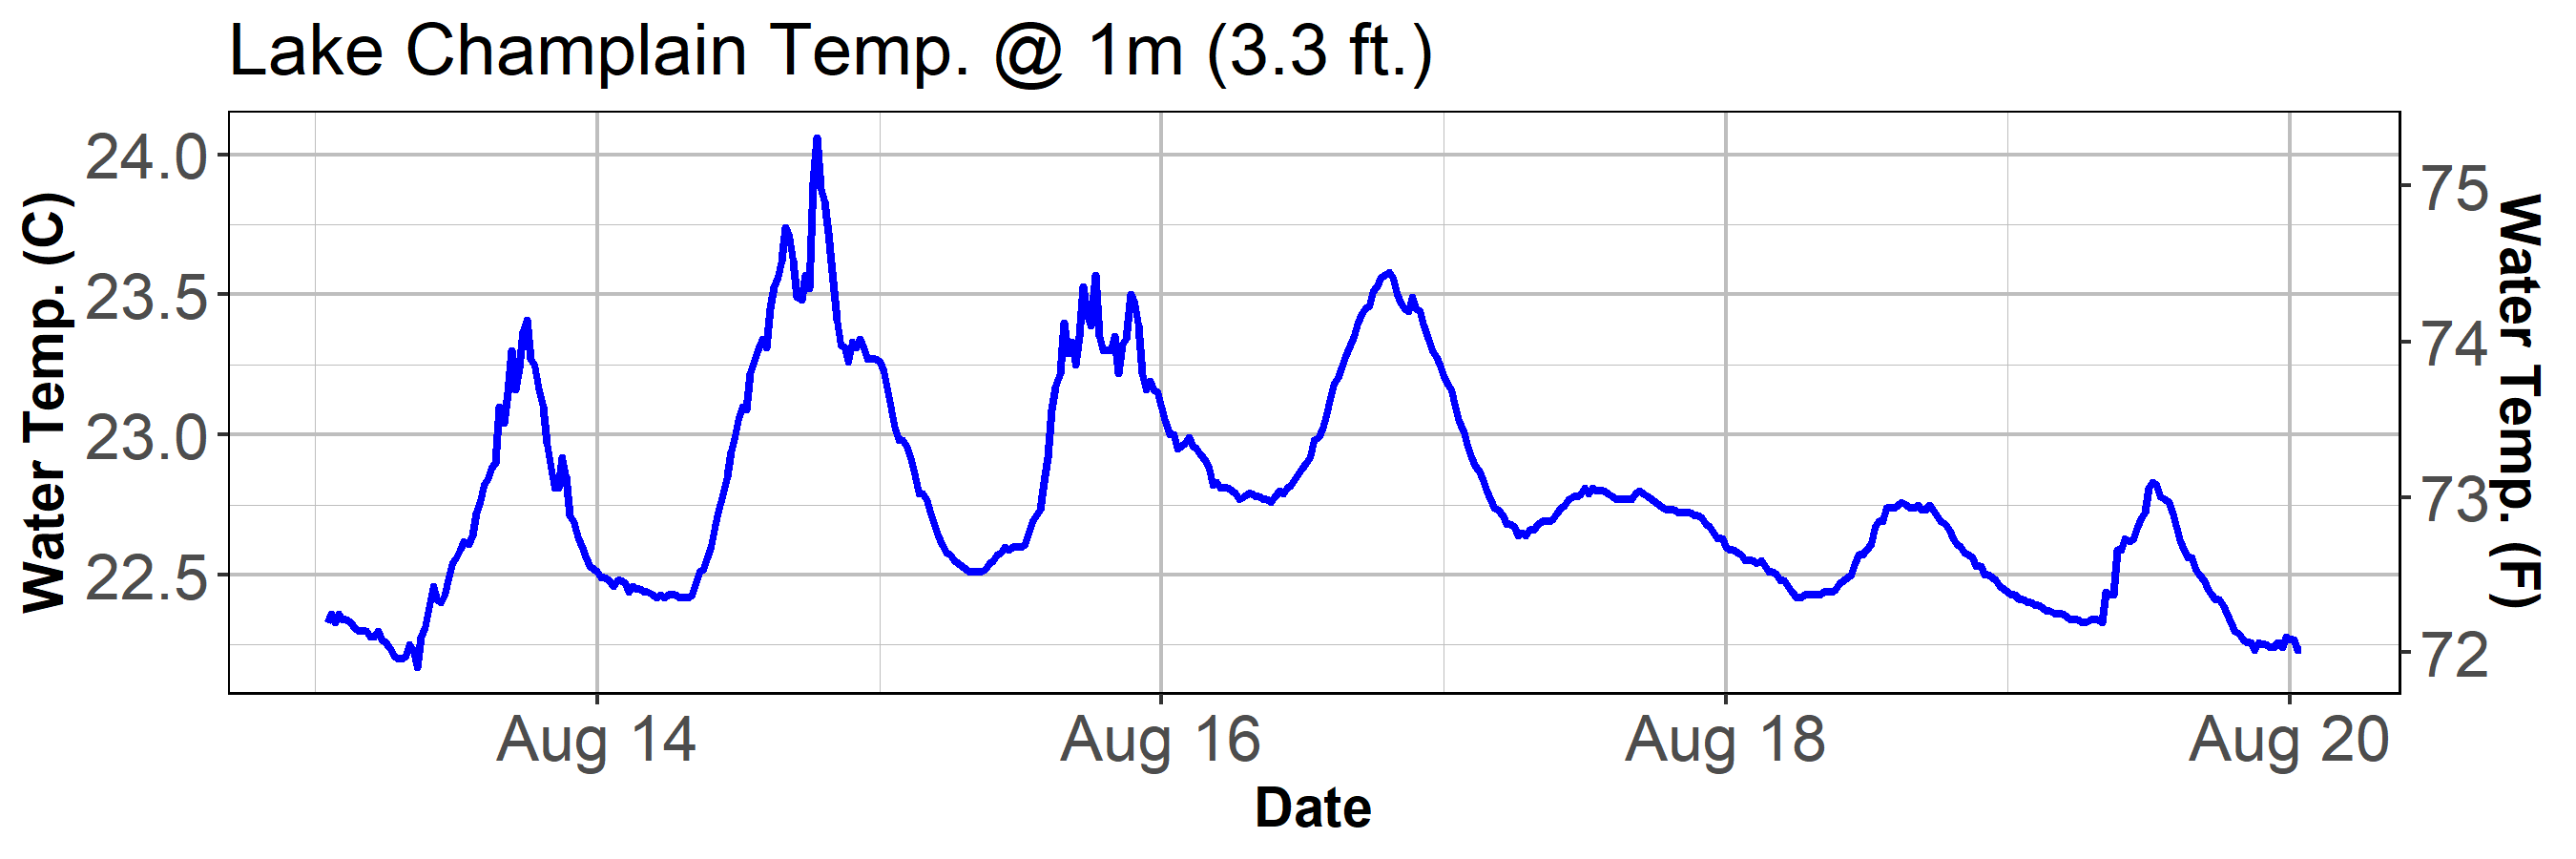 Lake Champlain Temp. @ 1m (3.3 ft.)
Water Temp. (C)
24.0
23.5
23.0
22.5
75
74
73
72
Water Temp. (F)
Aug 14 Aug 16 Aug 18 Aug 20
Date